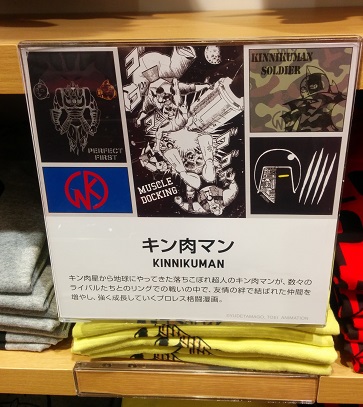 PERFECT
FIRST
MUSCLE
DOCKING
KINNIKUMAN
SOLDIER
キン肉マン
KINNIKUMAN
キン肉星から地球にやってきた落ちこぼれ超人のキン肉マンが、数々の
ライバルたちとのリングでの戦いの中で、友情の絆で結ばれた仲間を
増やし、強く成長していくプロレス格闘漫画。